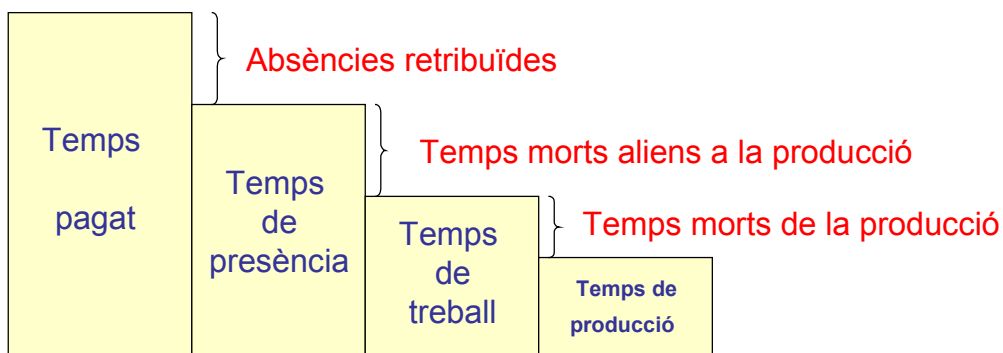 Absències retribuïdes
Temps
pagat
Temps morts aliens a la producció
Temps
de
presència
Temps morts de la producció
Temps
de
treball
Temps de
producció